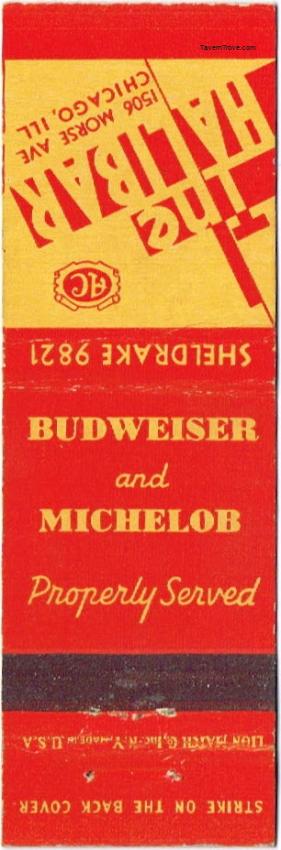 TavernTrove.com
The
HALIBAR
1506 MORSE AVE
CHICAGO, ILL
AC
SHELDRAKE 9821
BUDWEISER
and
MICHELOB
Properly Served
LION MATCH Co, INC. N.Y. MADE IN U.S.A
STRIKE ON THE BACK COVER